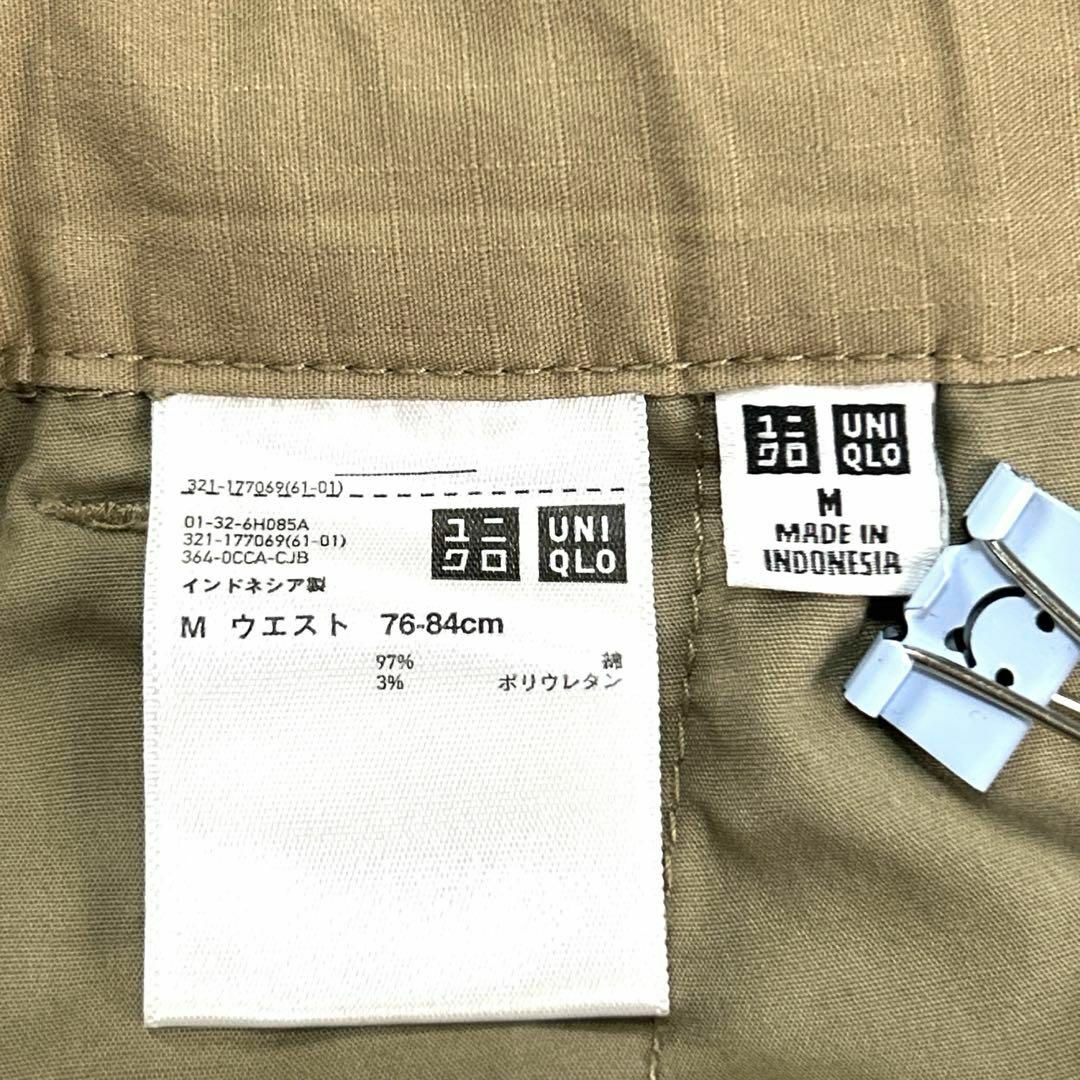 321-177069(61-01)
01-32-6H085A
321-177069(61-01)
364-0CCA-CJB
インドネシア製
ユニ
クロ
UNI
QLO
M ウエスト 76-84cm
97% 綿
3% ポリウレタン
ユニ
クロ
UNI
QLO
M
MADE IN
INDONESIA